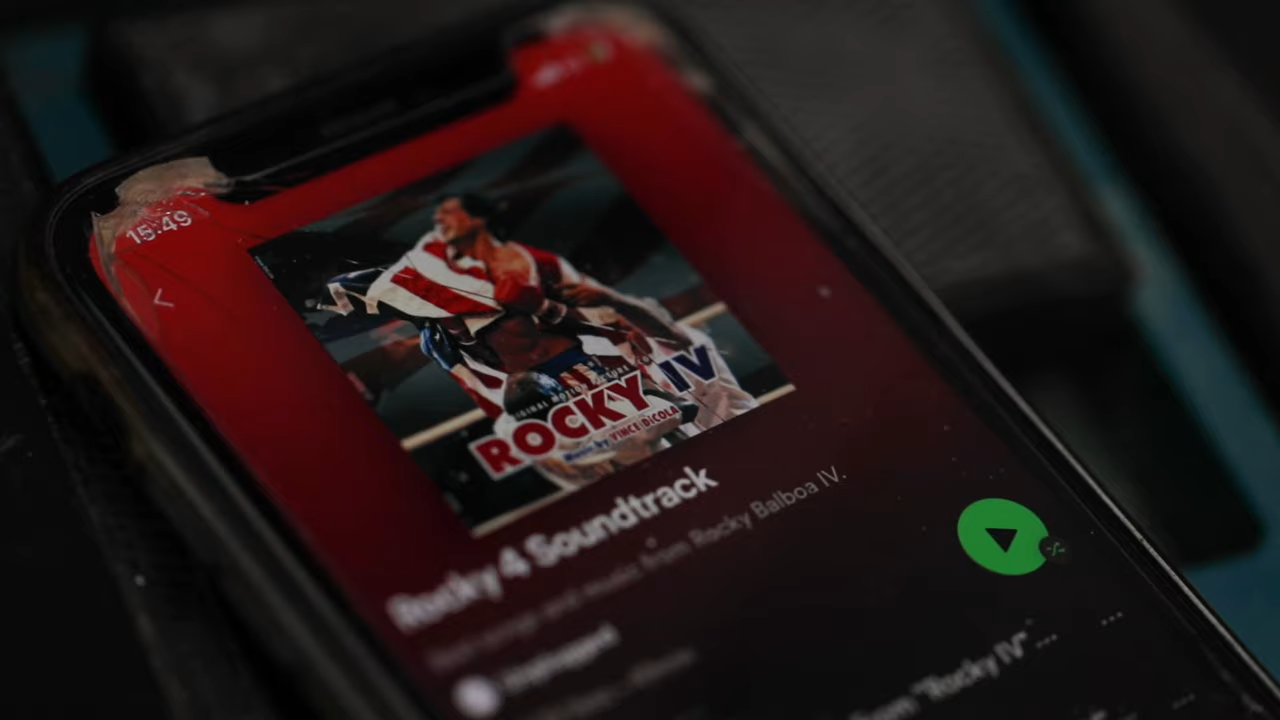 15:49
ORIGINAL MOTION PICTURE
ROCKY IV
Music by VINCE DiCOLA
Rocky 4 Soundtrack
Best songs and music from Rocky Balboa IV.
from "Rocky IV" ...